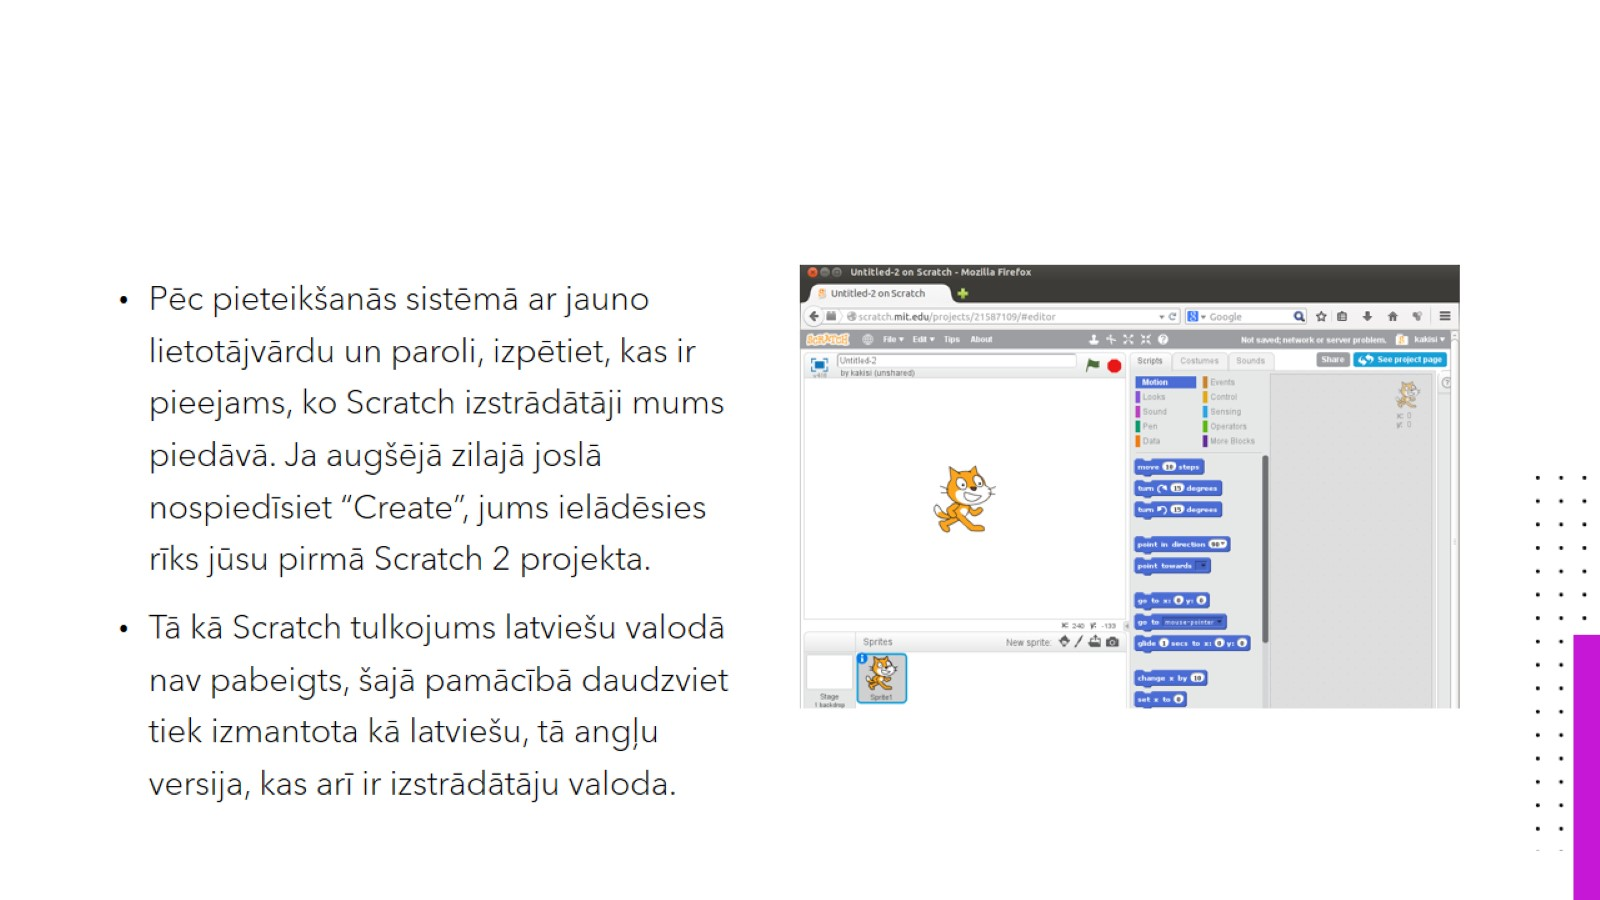 • Pēc pieteikšanās sistēmā ar jauno
lietotājvārdu un paroli, izpētiet, kas ir
pieejams, ko Scratch izstrādātāji mums
piedāvā. Ja augšējā zilajā joslā
nospiedīsiet “Create”, jums ielādēsies
rīks jūsu pirmā Scratch 2 projekta.
• Tā kā Scratch tulkojums latviešu valodā
nav pabeigts, šajā pamācībā daudzviet
tiek izmantota kā latviešu, tā angļu
versija, kas arī ir izstrādātāju valoda.
Untitled-2 on Scratch - Mozilla Firefox
Untitled-2 on Scratch
scratch.mit.edu/projects/21587109/#editor
Google
SCRATCH File Edit Tips About
Not saved; network or server problem. kakisi
Untitled-2
by kakisi (unshared)
Scripts Costumes Sounds
Share See project page
Motion Events
Looks Control
Sound Sensing
Pen Operators
Data More Blocks
x: 0
y: 0
move 10 steps
turn 15 degrees
turn 15 degrees
point in direction 90
point towards
go to x: 0 y: 0
go to mouse-pointer
glide 1 secs to x: 0 y: 0
change x by 10
set x to 0
x: 240 y: -133
Sprites New sprite:
Stage
1 backdrop
Sprite1